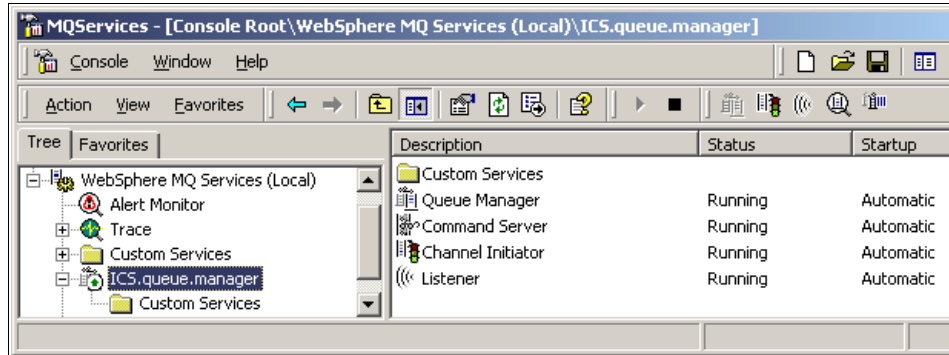 MQServices - [Console Root\WebSphere MQ Services (Local)\ICS.queue.manager]
Console Window Help
Action View Favorites
Tree Favorites
Description Status Startup
WebSphere MQ Services (Local)
Alert Monitor
Trace
Custom Services
ICS.queue.manager
Custom Services
Custom Services
Queue Manager Running Automatic
Command Server Running Automatic
Channel Initiator Running Automatic
Listener Running Automatic